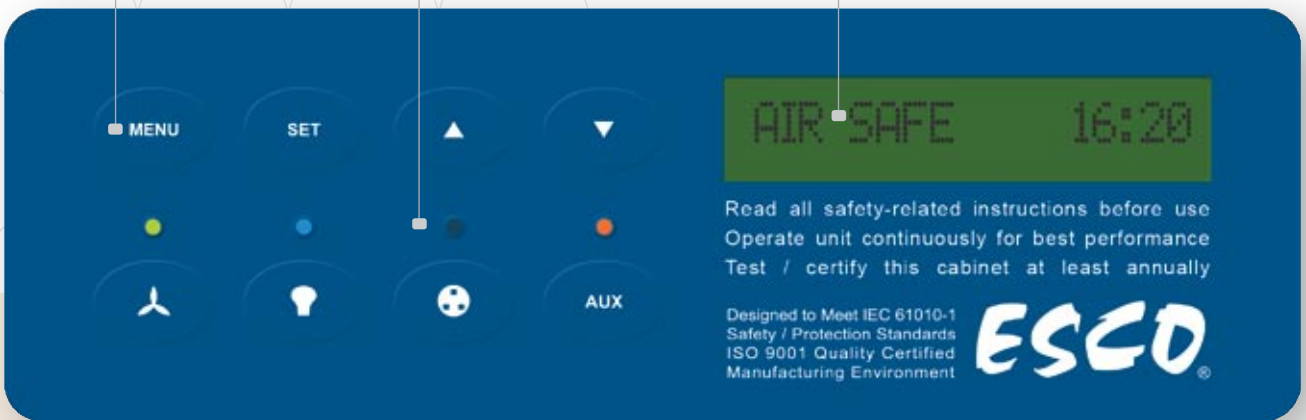 MENU SET ▲ ▼
AUX
AIR SAFE 16:20
Read all safety-related instructions before use
Operate unit continuously for best performance
Test / certify this cabinet at least annually
Designed to Meet IEC 61010-1
Safety / Protection Standards
ISO 9001 Quality Certified
Manufacturing Environment
ESCO®